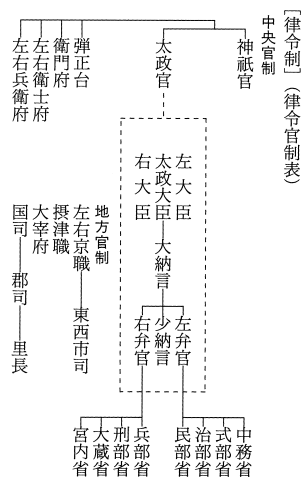 ［律令制］（律令官制表）
中央官制
神祇官
太政官
左大臣
太政大臣
右大臣
大納言
左弁官
少納言
右弁官
中務省
式部省
治部省
民部省
兵部省
刑部省
大蔵省
宮内省
弾正台
衛門府
左右衛士府
左右兵衛府
地方官制
左右京職
東西市司
摂津職
大宰府
国司
郡司
里長